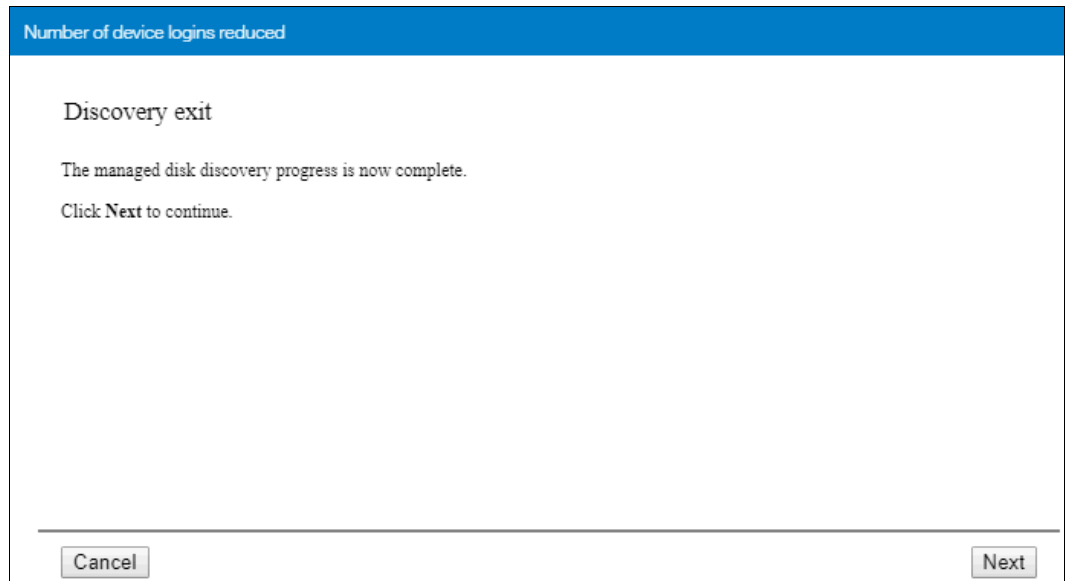 Number of device logins reduced
Discovery exit
The managed disk discovery progress is now complete.
Click Next to continue.
Cancel
Next